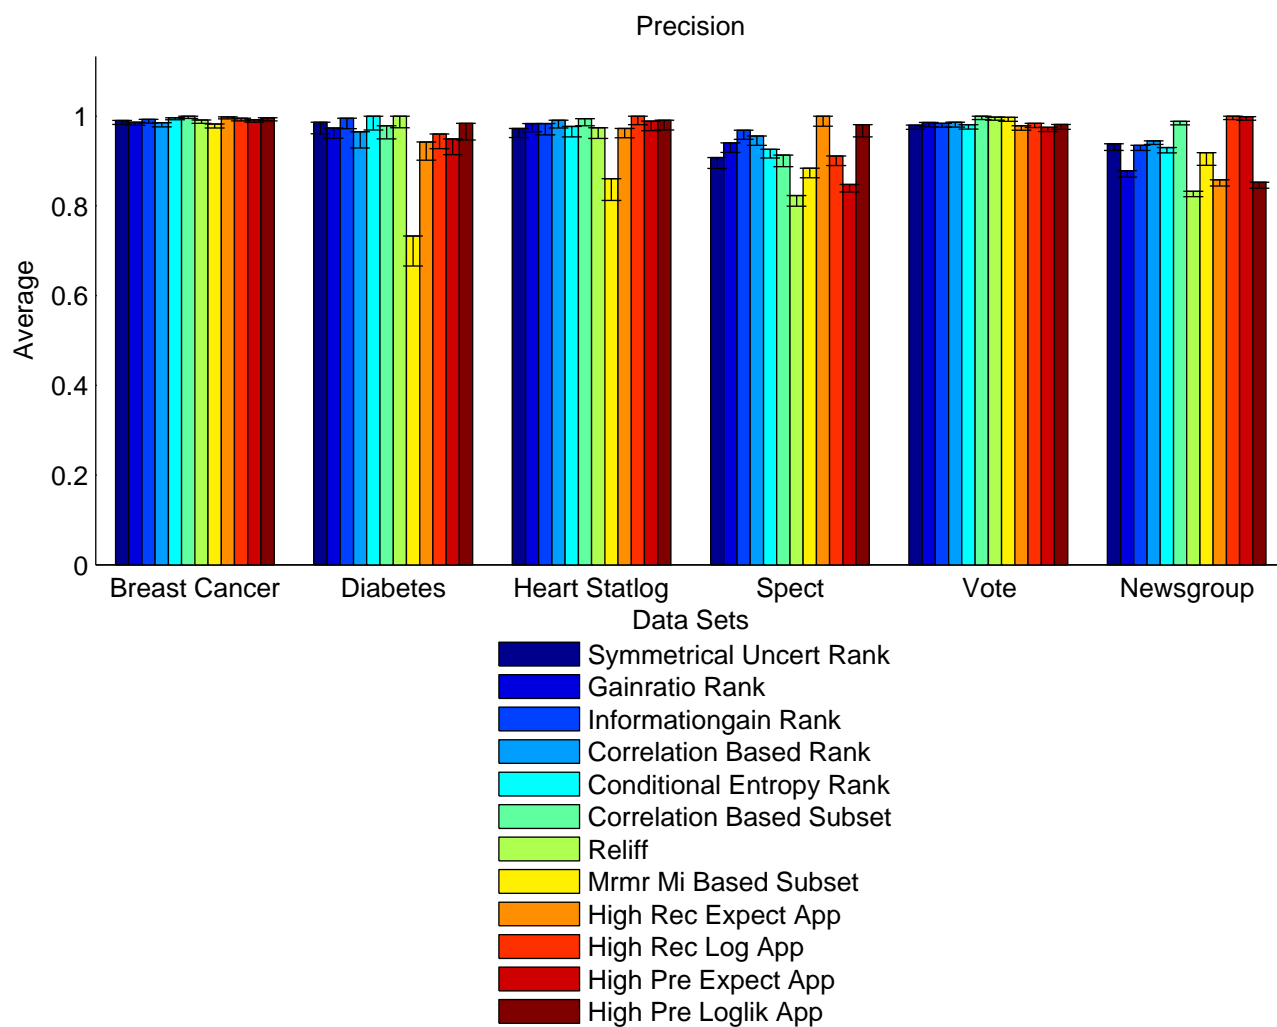 Precision
1
0.8
0.6
0.4
0.2
0
Average
Breast Cancer Diabetes Heart Statlog Spect Vote Newsgroup
Data Sets
Symmetrical Uncert Rank
Gainratio Rank
Informationgain Rank
Correlation Based Rank
Conditional Entropy Rank
Correlation Based Subset
Reliff
Mrmr Mi Based Subset
High Rec Expect App
High Rec Log App
High Pre Expect App
High Pre Loglik App